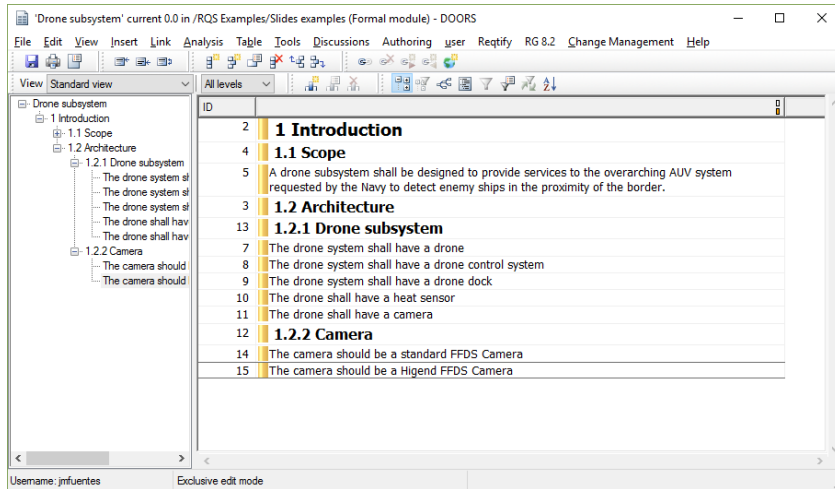 'Drone subsystem' current 0.0 in /RQS Examples/Slides examples (Formal module) - DOORS
File Edit View Insert Link Analysis Table Tools Discussions Authoring user Reqtify RG 8.2 Change Management Help
View Standard view All levels
Drone subsystem
1 Introduction
1.1 Scope
1.2 Architecture
1.2.1 Drone subsystem
The drone system sh
The drone system sh
The drone system sh
The drone shall hav
The drone shall hav
1.2.2 Camera
The camera should
The camera should
ID
2 1 Introduction
4 1.1 Scope
5 A drone subsystem shall be designed to provide services to the overarching AUV system
requested by the Navy to detect enemy ships in the proximity of the border.
3 1.2 Architecture
13 1.2.1 Drone subsystem
7 The drone system shall have a drone
8 The drone system shall have a drone control system
9 The drone system shall have a drone dock
10 The drone shall have a heat sensor
11 The drone shall have a camera
12 1.2.2 Camera
14 The camera should be a standard FFDS Camera
15 The camera should be a Higend FFDS Camera
Username: jmfuentes Exclusive edit mode